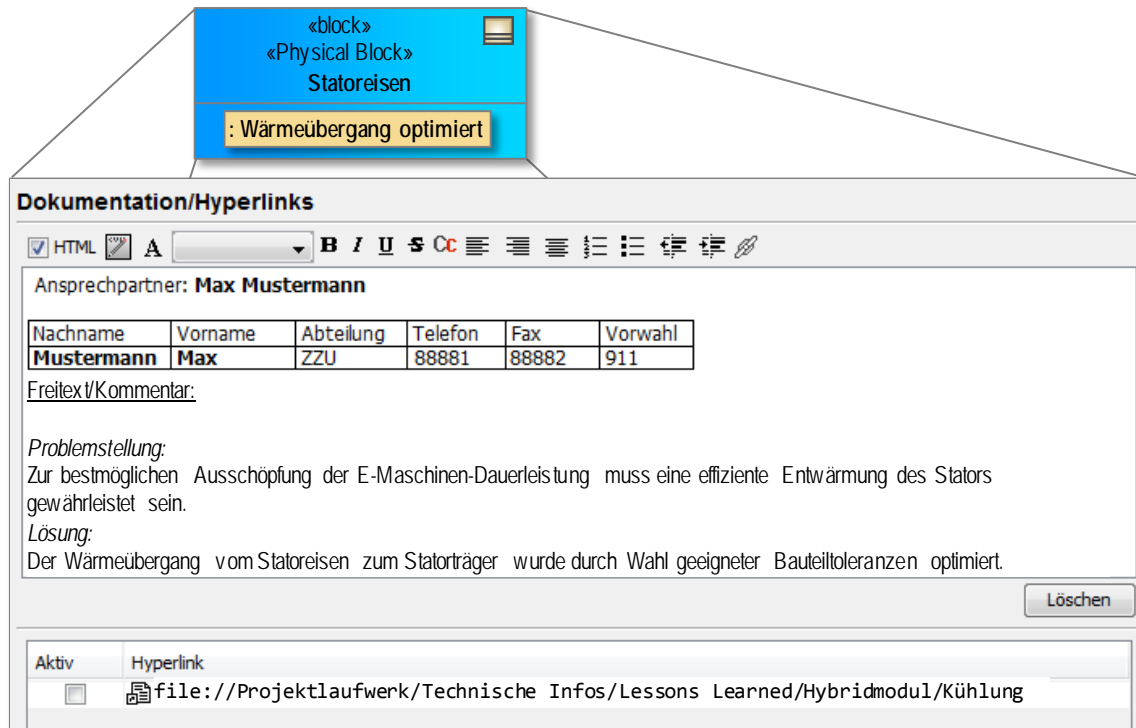 «block»
«Physical Block»
Statoreisen
: Wärmeübergang optimiert
Dokumentation/Hyperlinks
HTML A B I U S Cc
Ansprechpartner: Max Mustermann
Nachname Vorname Abteilung Telefon Fax Vorwahl
Mustermann Max ZZU 88881 88882 911
Freitext/Kommentar:
Problemstellung:
Zur bestmöglichen Ausschöpfung der E-Maschinen-Dauerleistung muss eine effiziente Entwärmung des Stators
gewährleistet sein.
Lösung:
Der Wärmeübergang vom Statoreisen zum Statorträger wurde durch Wahl geeigneter Bauteiltoleranzen optimiert.
Löschen
Aktiv Hyperlink
file://Projektlaufwerk/Technische Infos/Lessons Learned/Hybridmodul/Kühlung